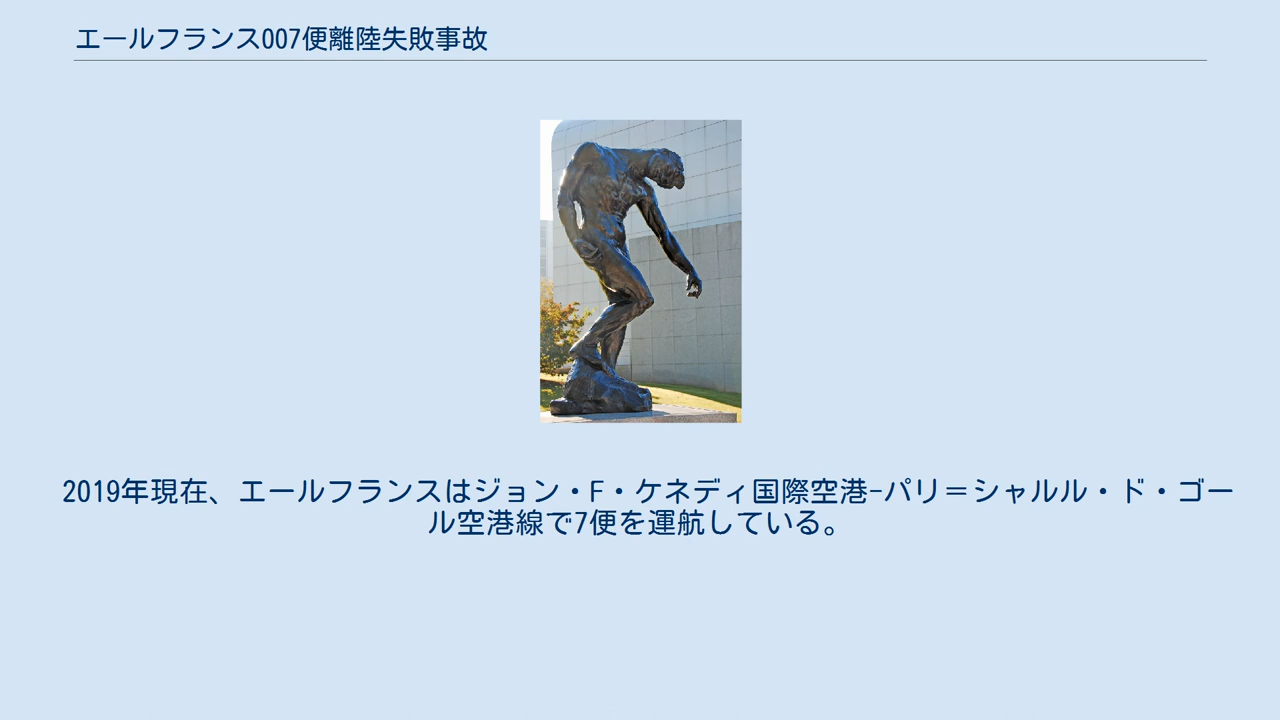 エールフランス007便離陸失敗事故
2019年現在、エールフランスはジョン・F・ケネディ国際空港-パリ＝シャルル・ド・ゴー
ル空港線で7便を運航している。